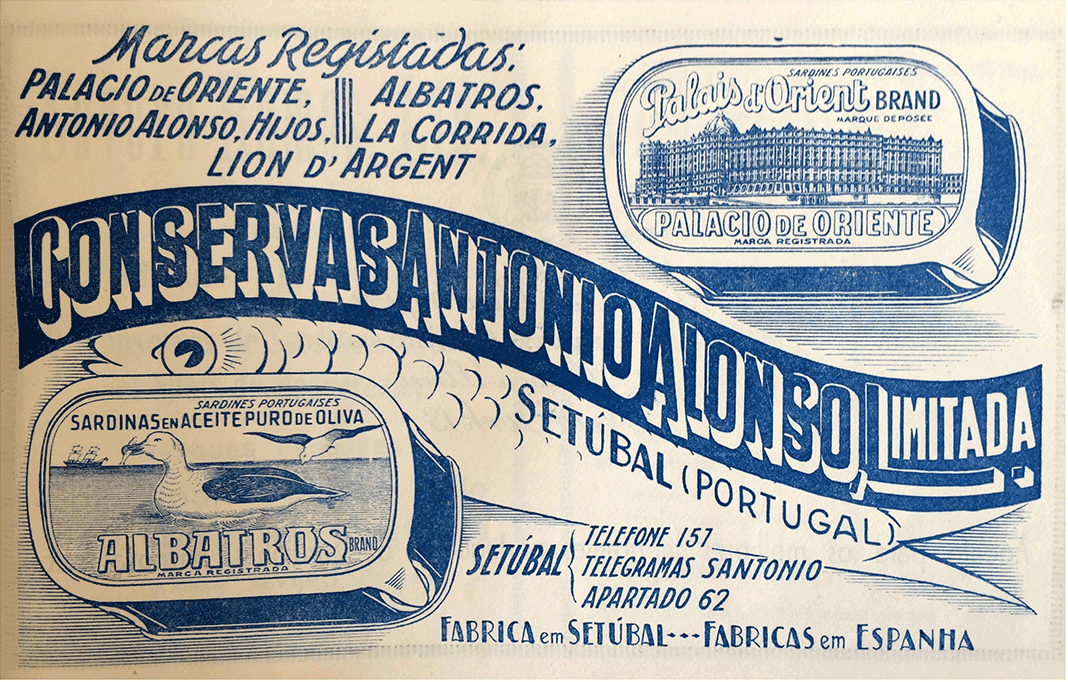 Marcas Registadas:
PALACIO DE ORIENTE, ALBATROS,
ANTONIO ALONSO, HIJOS, LA CORRIDA,
LION D'ARGENT
SARDINES PORTUGAISES
Palais d'Orient BRAND
MARQUE DEPOSEE
PALACIO DE ORIENTE
MARCA REGISTRADA
CONSERVAS ANTONIO ALONSO, LIMITADA.
SETÚBAL (PORTUGAL)
SARDINES PORTUGAISES
SARDINAS EN ACEITE PURO DE OLIVA
ALBATROS BRAND
MARCA REGISTRADA
TELEFONE 157
SETÚBAL TELEGRAMAS SANTONIO
APARTADO 62
FABRICA em SETÚBAL---FABRICAS em ESPANHA